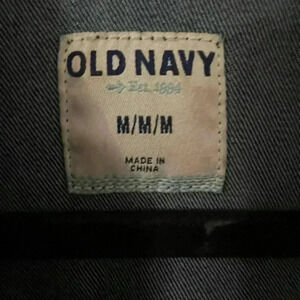 OLD NAVY
Est. 1994
M/M/M
MADE IN
CHINA